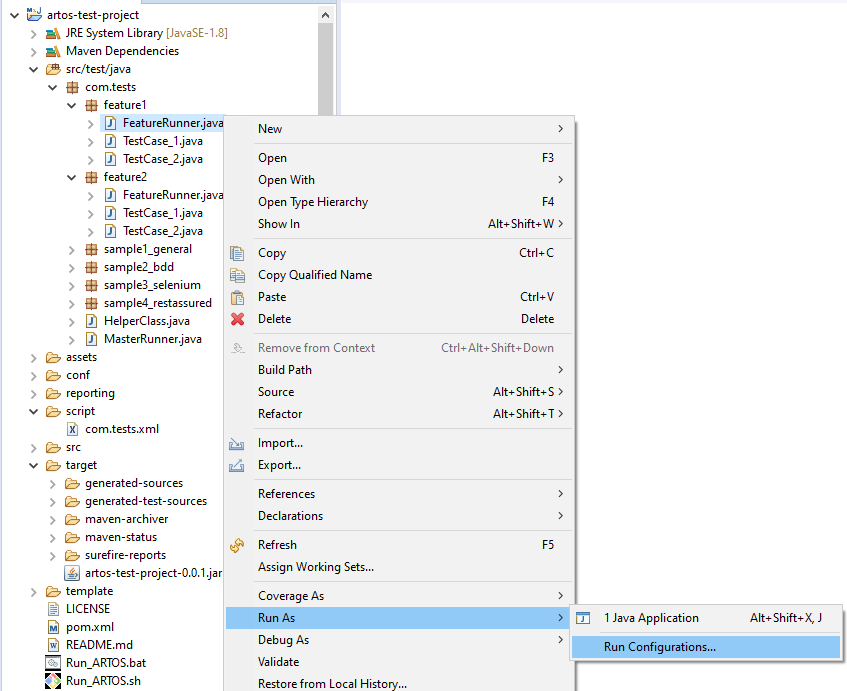 artos-test-project
JRE System Library [JavaSE-1.8]
Maven Dependencies
src/test/java
com.tests
feature1
FeatureRunner.java
TestCase_1.java
TestCase_2.java
feature2
FeatureRunner.java
TestCase_1.java
TestCase_2.java
sample1_general
sample2_bdd
sample3_selenium
sample4_restassured
HelperClass.java
MasterRunner.java
assets
conf
reporting
script
com.tests.xml
src
target
generated-sources
generated-test-sources
maven-archiver
maven-status
surefire-reports
artos-test-project-0.0.1.jar
template
LICENSE
pom.xml
README.md
Run_ARTOS.bat
Run_ARTOS.sh
New
Open F3
Open With
Open Type Hierarchy F4
Show In Alt+Shift+W
Copy Ctrl+C
Copy Qualified Name
Paste Ctrl+V
Delete Delete
Remove from Context Ctrl+Alt+Shift+Down
Build Path
Source Alt+Shift+S
Refactor Alt+Shift+T
Import...
Export...
References
Declarations
Refresh F5
Assign Working Sets...
Coverage As
Run As
Debug As
Validate
Restore from Local History...
1 Java Application Alt+Shift+X, J
Run Configurations...